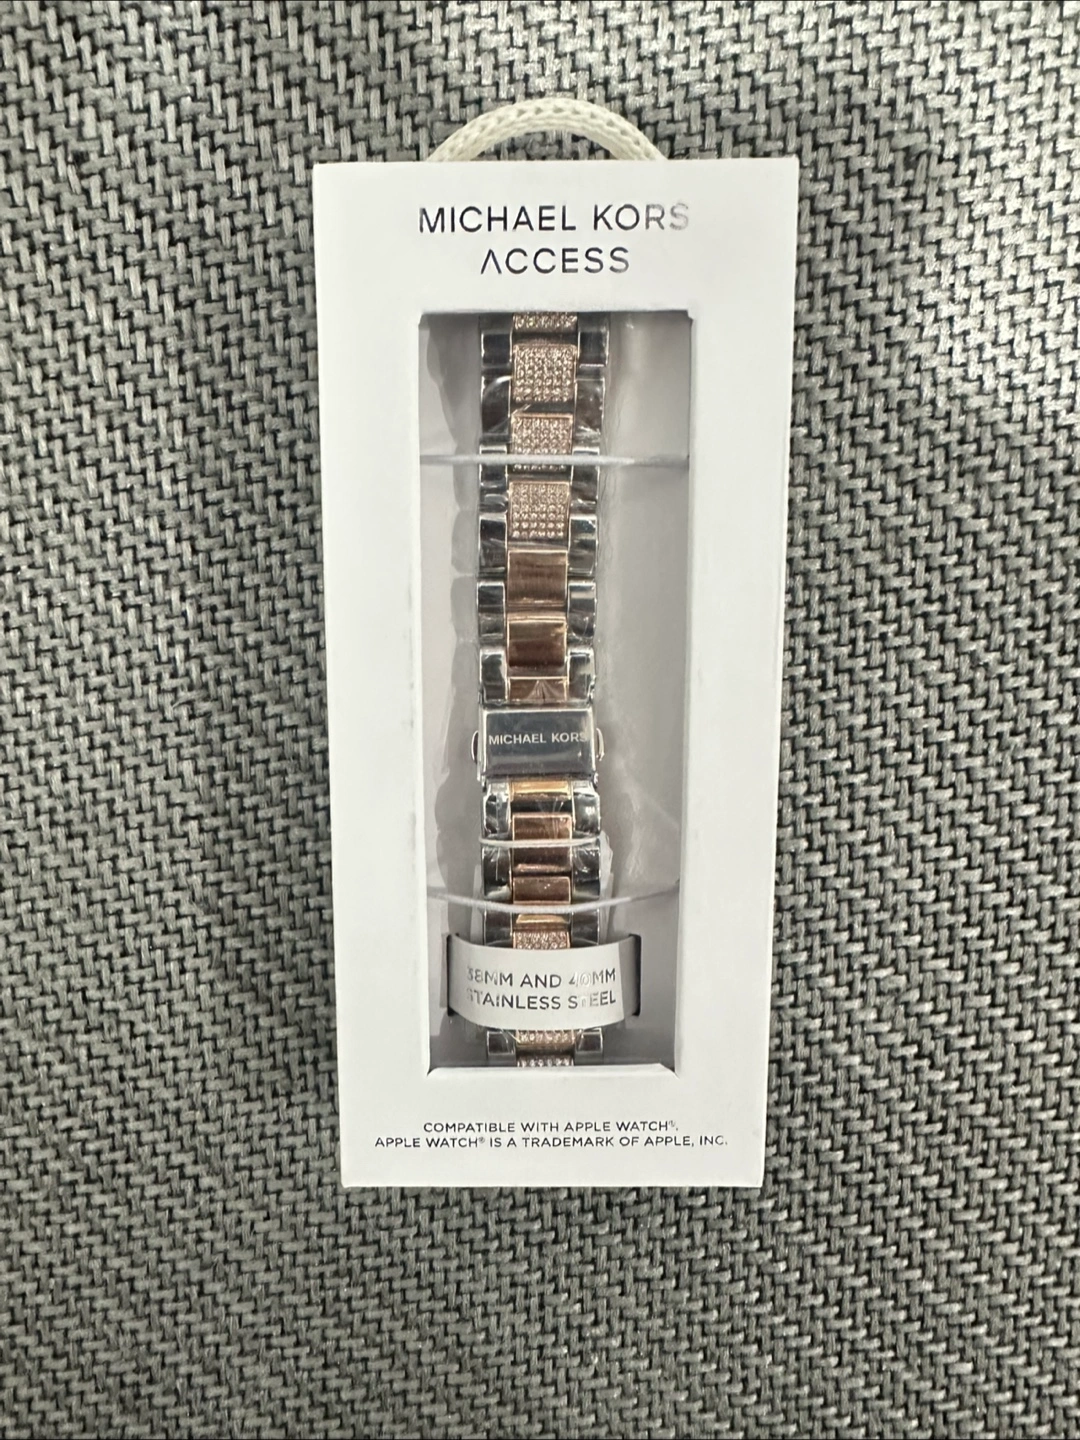 MICHAEL KORS
ACCESS
MICHAEL KORS
38MM AND 40MM
STAINLESS STEEL
COMPATIBLE WITH APPLE WATCH®.
APPLE WATCH® IS A TRADEMARK OF APPLE, INC.